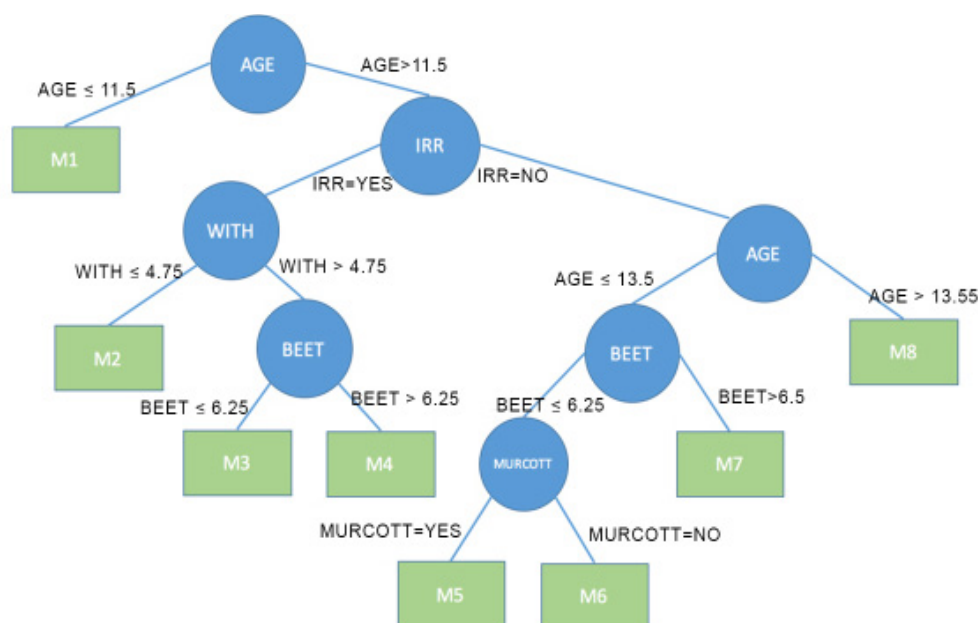 AGE
AGE ≤ 11.5
AGE>11.5
M1
IRR
IRR=YES
IRR=NO
WITH
AGE
WITH ≤ 4.75
WITH > 4.75
AGE ≤ 13.5
AGE > 13.55
M2
BEET
BEET
M8
BEET ≤ 6.25
BEET > 6.25
BEET ≤ 6.25
BEET>6.5
M3
M4
MURCOTT
M7
MURCOTT=YES
MURCOTT=NO
M5
M6